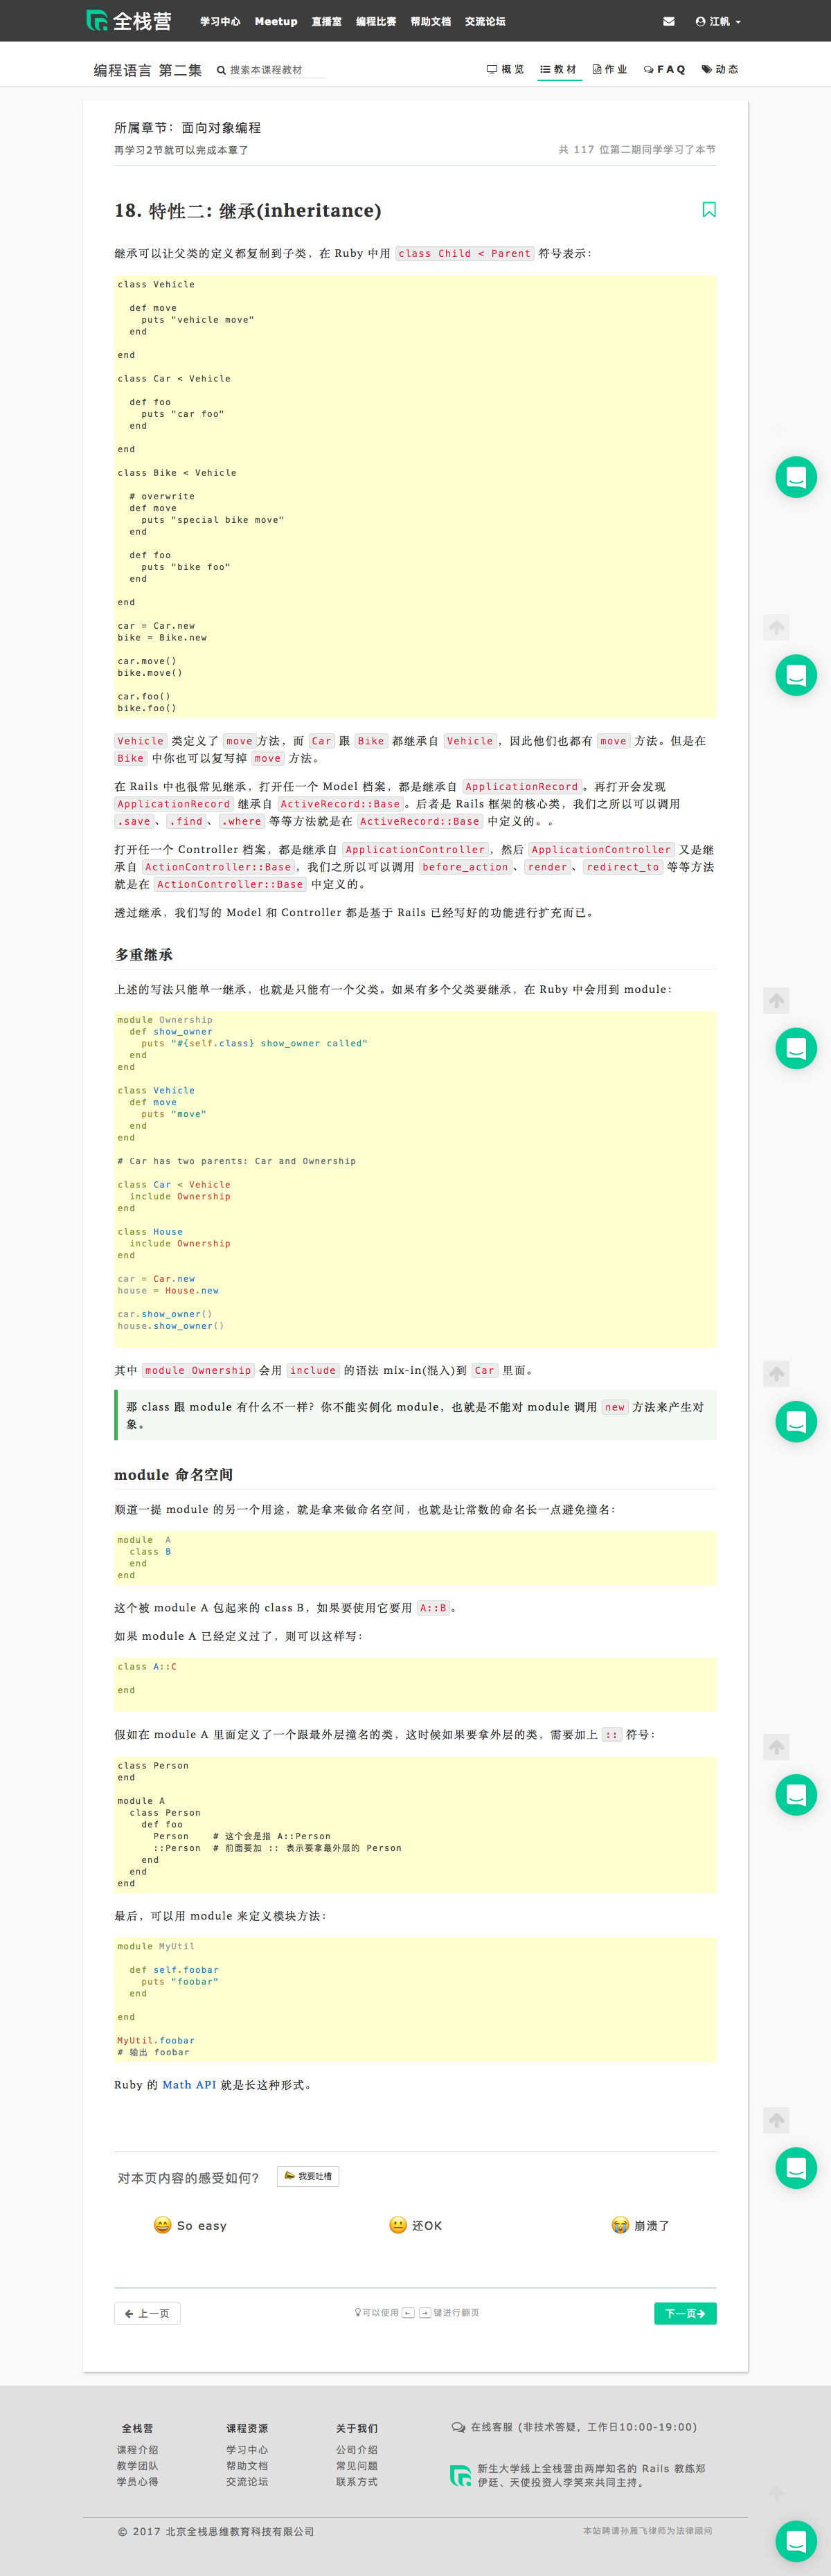 全栈营
学习中心 Meetup 直播室 编程比赛 帮助文档 交流论坛 江帆
编程语言 第二集 搜索本课程教材 概览 教材 作业 FAQ 动态
所属章节：面向对象编程
再学习2节就可以完成本章了 共 117 位第二期同学学习了本节
18. 特性二: 继承(inheritance)
继承可以让父类的定义都复制到子类，在 Ruby 中用 class Child < Parent 符号表示：
class Vehicle
def move
puts "vehicle move"
end
end
class Car < Vehicle
def foo
puts "car foo"
end
end
class Bike < Vehicle
# overwrite
def move
puts "special bike move"
end
def foo
puts "bike foo"
end
end
car = Car.new
bike = Bike.new
car.move()
bike.move()
car.foo()
bike.foo()
Vehicle 类定义了 move方法，而 Car 跟 Bike 都继承自 Vehicle，因此他们也都有 move 方法。但是在
Bike 中你也可以复写掉 move 方法。
在 Rails 中也很常见继承，打开任一个 Model 档案，都是继承自 ApplicationRecord。再打开会发现
ApplicationRecord 继承自 ActiveRecord::Base。后者是 Rails 框架的核心类，我们之所以可以调用
.save、.find、.where 等等方法就是在 ActiveRecord::Base 中定义的。。
打开任一个 Controller 档案，都是继承自 ApplicationController，然后 ApplicationController 又是继
承自 ActionController::Base，我们之所以可以调用 before_action、render、redirect_to 等等方法
就是在 ActionController::Base 中定义的。
透过继承，我们写的 Model 和 Controller 都是基于 Rails 已经写好的功能进行扩充而已。
多重继承
上述的写法只能单一继承，也就是只能有一个父类。如果有多个父类要继承，在 Ruby 中会用到 module：
module Ownership
def show_owner
puts "#{self.class} show_owner called"
end
end
class Vehicle
def move
puts "move"
end
end
# Car has two parents: Car and Ownership
class Car < Vehicle
include Ownership
end
class House
include Ownership
end
car = Car.new
house = House.new
car.show_owner()
house.show_owner()
其中 module Ownership 会用 include 的语法 mix-in(混入)到 Car 里面。
那 class 跟 module 有什么不一样？你不能实例化 module，也就是不能对 module 调用 new 方法来产生对
象。
module 命名空间
顺道一提 module 的另一个用途，就是拿来做命名空间，也就是让常数的命名长一点避免撞名：
module  A
class B
end
end
这个被 module A 包起来的 class B，如果要使用它要用 A::B。
如果 module A 已经定义过了，则可以这样写：
class A::C
end
假如在 module A 里面定义了一个跟最外层撞名的类，这时候如果要拿外层的类，需要加上 :: 符号：
class Person
end
module A
class Person
def foo
Person    # 这个会是指 A::Person
::Person  # 前面要加 :: 表示要拿最外层的 Person
end
end
end
最后，可以用 module 来定义模块方法：
module MyUtil
def self.foobar
puts "foobar"
end
end
MyUtil.foobar
# 输出 foobar
Ruby 的 Math API 就是长这种形式。
对本页内容的感受如何？ 我要吐槽
So easy 还OK 崩溃了
← 上一页 可以使用 ← → 键进行翻页 下一页→
全栈营 课程资源 关于我们 在线客服 (非技术答疑，工作日10:00-19:00)
课程介绍 学习中心 公司介绍
教学团队 帮助文档 常见问题 新生大学线上全栈营由两岸知名的 Rails 教练郑
学员心得 交流论坛 联系方式 伊廷、天使投资人李笑来共同主持。
© 2017 北京全栈思维教育科技有限公司 本站聘请孙雁飞律师为法律顾问